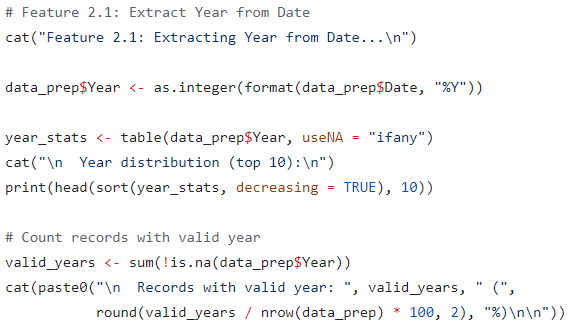 # Feature 2.1: Extract Year from Date
cat("Feature 2.1: Extracting Year from Date...\n")
data_prep$Year <- as.integer(format(data_prep$Date, "%Y"))
year_stats <- table(data_prep$Year, useNA = "ifany")
cat("\n  Year distribution (top 10):\n")
print(head(sort(year_stats, decreasing = TRUE), 10))
# Count records with valid year
valid_years <- sum(!is.na(data_prep$Year))
cat(paste0("\n  Records with valid year: ", valid_years, " (",
           round(valid_years / nrow(data_prep) * 100, 2), "%)\n\n"))